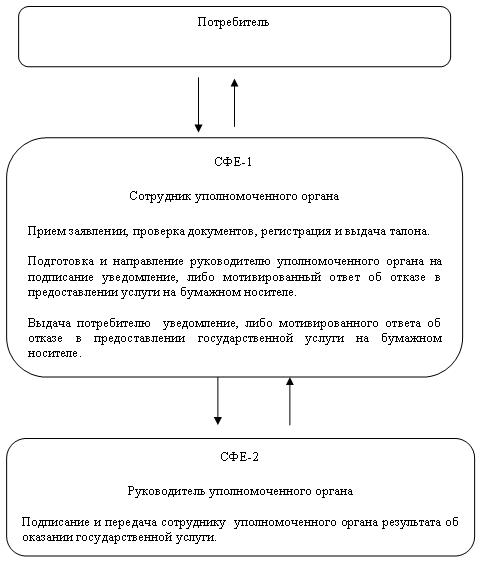 Потребитель
СФЕ-1
Сотрудник уполномоченного органа
Прием заявлении, проверка документов, регистрация и выдача талона.
Подготовка и направление руководителю уполномоченного органа на
подписание уведомление, либо мотивированный ответ об отказе в
предоставлении услуги на бумажном носителе.
Выдача потребителю уведомление, либо мотивированного ответа об
отказе в предоставлении государственной услуги на бумажном
носителе.
СФЕ-2
Руководитель уполномоченного органа
Подписание и передача сотруднику уполномоченного органа результата об
оказании государственной услуги.